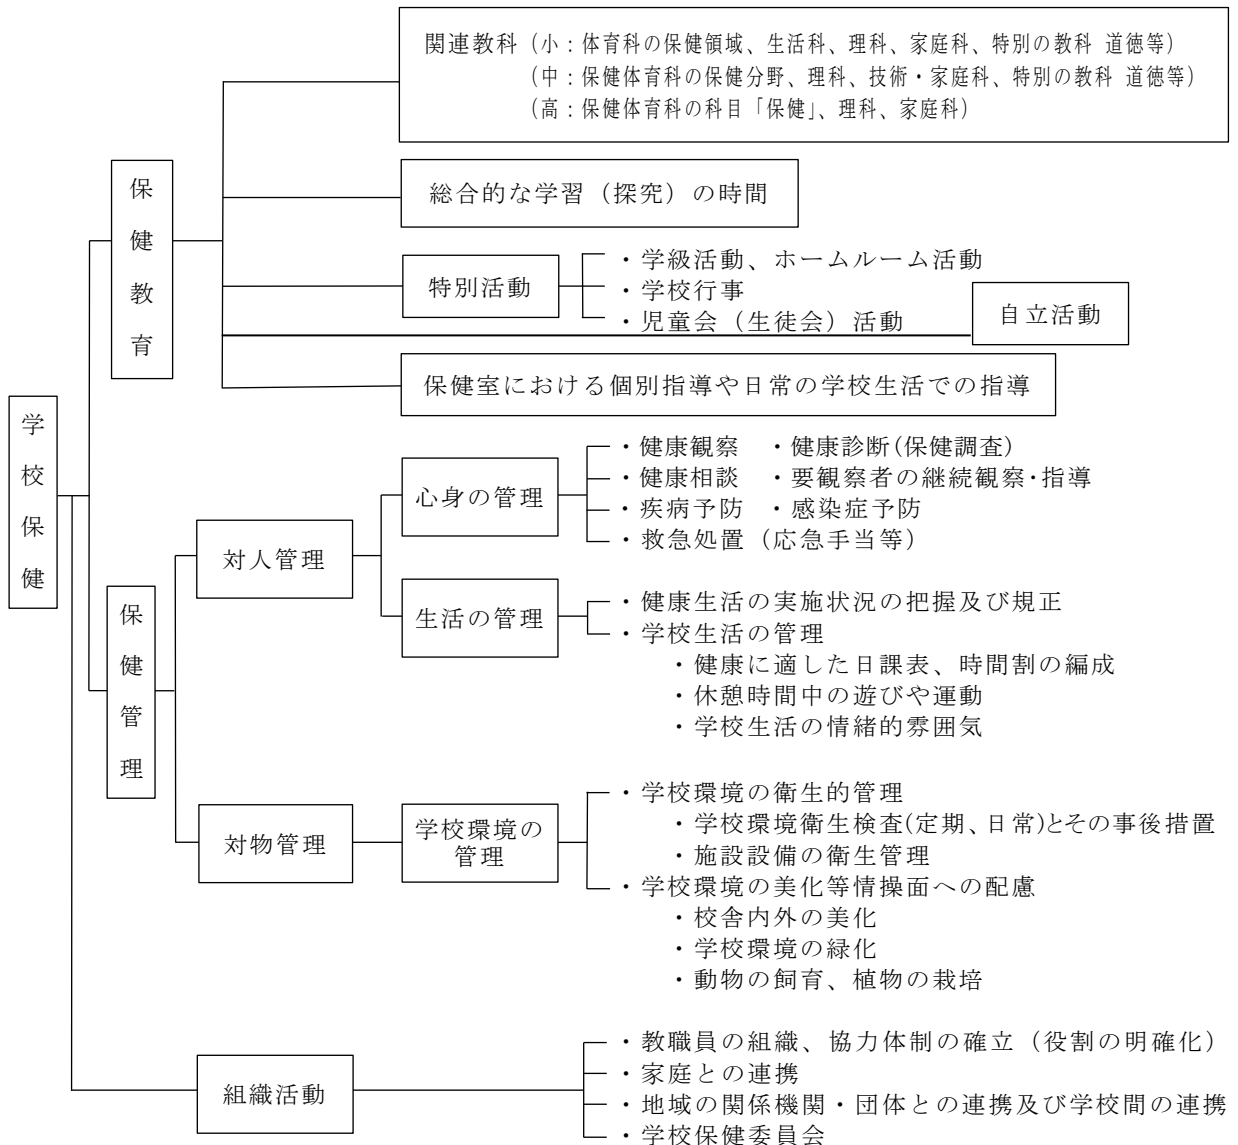 関連教科（小：体育科の保健領域、生活科、理科、家庭科、特別の教科 道徳等）
（中：保健体育科の保健分野、理科、技術・家庭科、特別の教科 道徳等）
（高：保健体育科の科目「保健」、理科、家庭科）
保健教育
総合的な学習（探究）の時間
特別活動
・学級活動、ホームルーム活動
・学校行事
・児童会（生徒会）活動
自立活動
保健室における個別指導や日常の学校生活での指導
学校保健
保健管理
対人管理
心身の管理
・健康観察　・健康診断(保健調査)
・健康相談　・要観察者の継続観察・指導
・疾病予防　・感染症予防
・救急処置（応急手当等）
生活の管理
・健康生活の実施状況の把握及び規正
・学校生活の管理
・健康に適した日課表、時間割の編成
・休憩時間中の遊びや運動
・学校生活の情緒的雰囲気
対物管理
学校環境の
管理
・学校環境の衛生的管理
・学校環境衛生検査(定期、日常)とその事後措置
・施設設備の衛生管理
・学校環境の美化等情操面への配慮
・校舎内外の美化
・学校環境の緑化
・動物の飼育、植物の栽培
組織活動
・教職員の組織、協力体制の確立（役割の明確化）
・家庭との連携
・地域の関係機関・団体との連携及び学校間の連携
・学校保健委員会